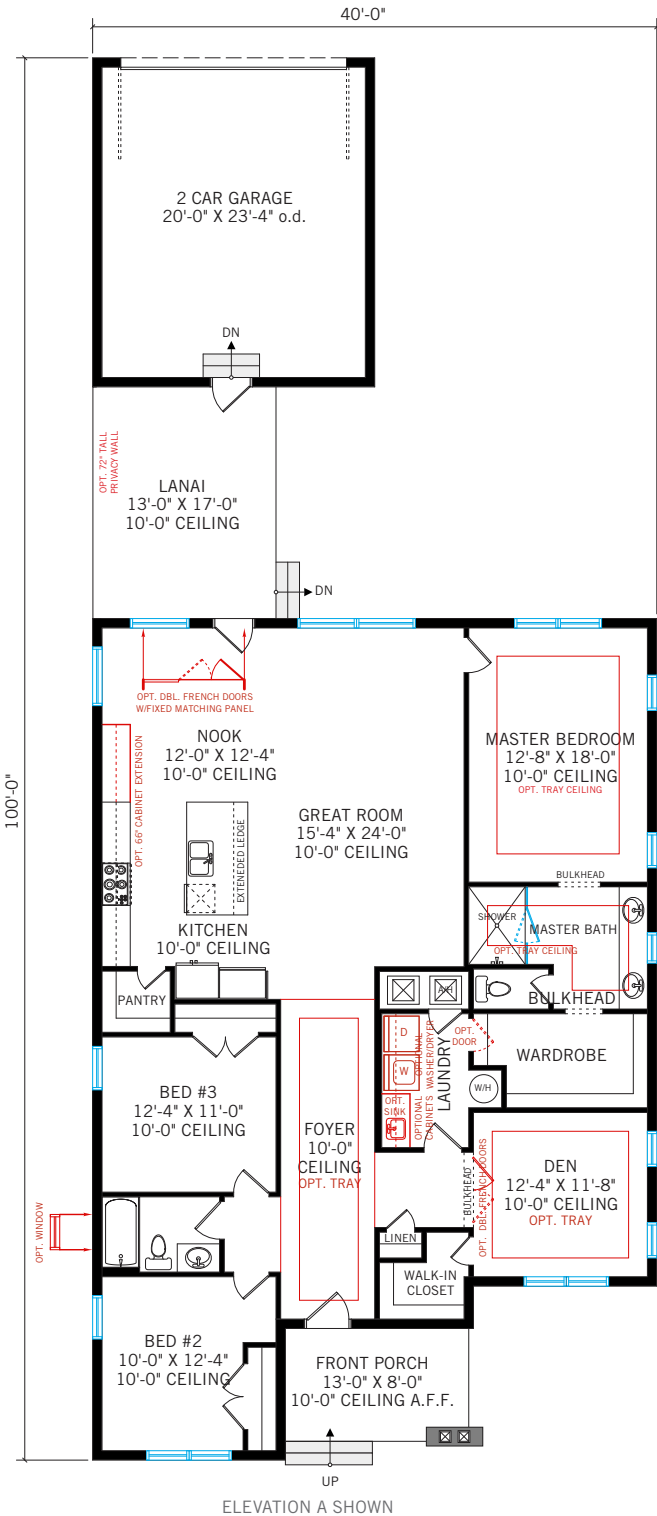 40'-0"
100'-0"
2 CAR GARAGE
20'-0" X 23'-4" o.d.
DN
OPT. 72" TALL
PRIVACY WALL
LANAI
13'-0" X 17'-0"
10'-0" CEILING
DN
OPT. DBL. FRENCH DOORS
W/FIXED MATCHING PANEL
NOOK
12'-0" X 12'-4"
10'-0" CEILING
OPT. 66" CABINET EXTENSION
MASTER BEDROOM
12'-8" X 18'-0"
10'-0" CEILING
OPT. TRAY CEILING
GREAT ROOM
15'-4" X 24'-0"
10'-0" CEILING
EXTENEDED LEDGE
KITCHEN
10'-0" CEILING
BULKHEAD
SHOWER
MASTER BATH
OPT. TRAY CEILING
PANTRY
A/H
BULKHEAD
D
W
OPTIONAL
WASHER/DRYER
OPTIONAL
CABINETS
OPT.
SINK
LAUNDRY
OPT.
DOOR
W/H
WARDROBE
BED #3
12'-4" X 11'-0"
10'-0" CEILING
FOYER
10'-0"
CEILING
OPT. TRAY
BULKHEAD
OPT. DBL. FRENCH DOORS
DEN
12'-4" X 11'-8"
10'-0" CEILING
OPT. TRAY
OPT. WINDOW
LINEN
WALK-IN
CLOSET
BED #2
10'-0" X 12'-4"
10'-0" CEILING
FRONT PORCH
13'-0" X 8'-0"
10'-0" CEILING A.F.F.
UP
ELEVATION A SHOWN